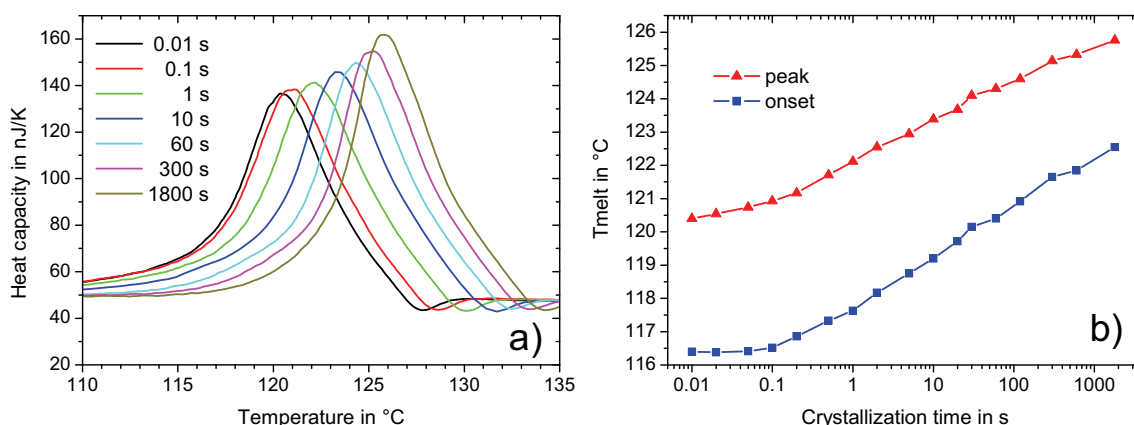 Heat capacity in nJ/K
160
140
120
100
80
60
40
20
0.01 s
0.1 s
1 s
10 s
60 s
300 s
1800 s
a)
110 115 120 125 130 135
Temperature in °C
Tmelt in °C
126
125
124
123
122
121
120
119
118
117
116
peak
onset
b)
0.01 0.1 1 10 100 1000
Crystallization time in s